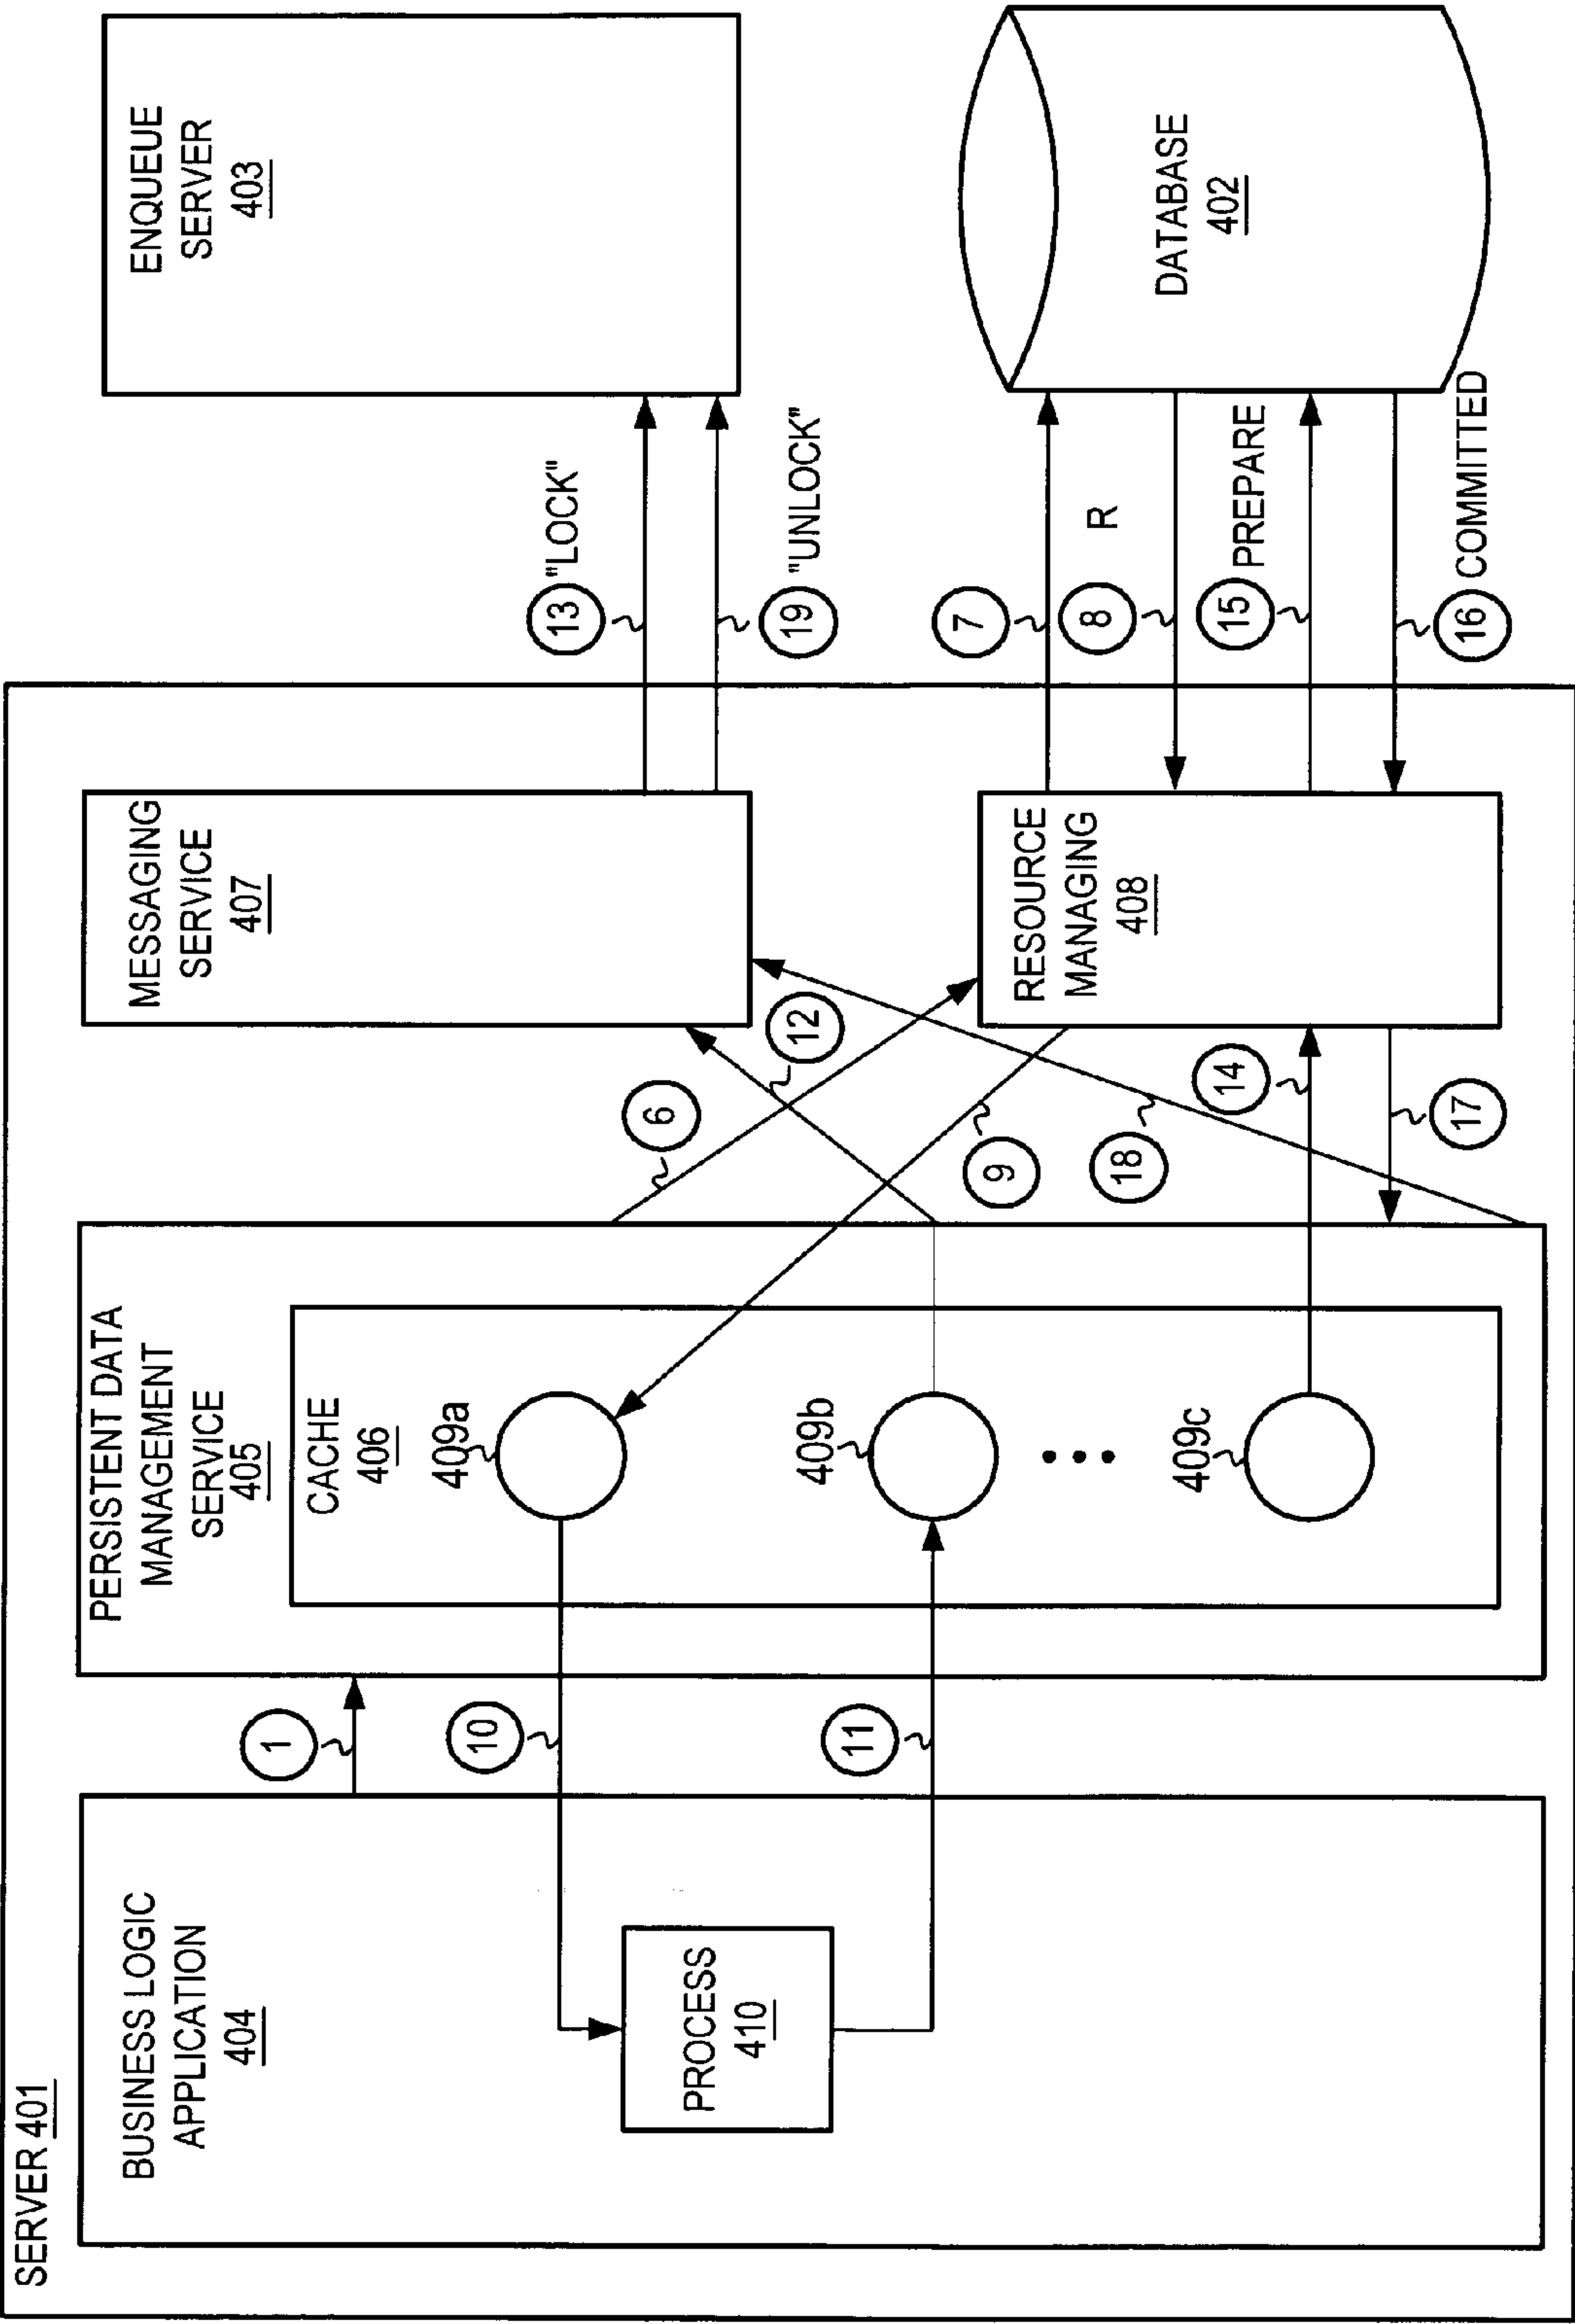 SERVER 401
BUSINESS LOGIC
APPLICATION
404
PROCESS
410
1
10
11
PERSISTENT DATA
MANAGEMENT
SERVICE
405
CACHE
406
409a
409b
409c
6
12
9
18
14
17
MESSAGING
SERVICE
407
RESOURCE
MANAGING
408
13 "LOCK"
19 "UNLOCK"
7
8
R
15 PREPARE
16 COMMITTED
ENQUEUE
SERVER
403
DATABASE
402